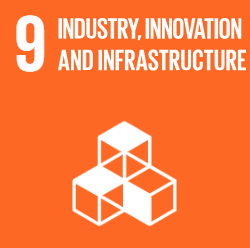 9 INDUSTRY, INNOVATION
AND INFRASTRUCTURE